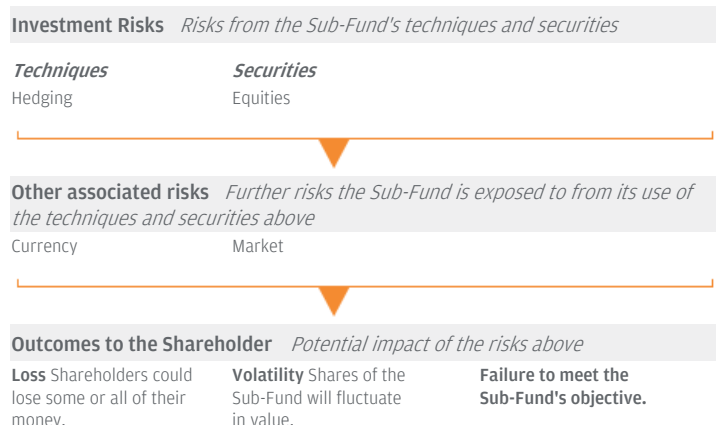 Investment Risks Risks from the Sub-Fund's techniques and securities
Techniques Securities
Hedging Equities
Other associated risks Further risks the Sub-Fund is exposed to from its use of
the techniques and securities above
Currency Market
Outcomes to the Shareholder Potential impact of the risks above
Loss Shareholders could
lose some or all of their
money.
Volatility Shares of the
Sub-Fund will fluctuate
in value.
Failure to meet the
Sub-Fund's objective.